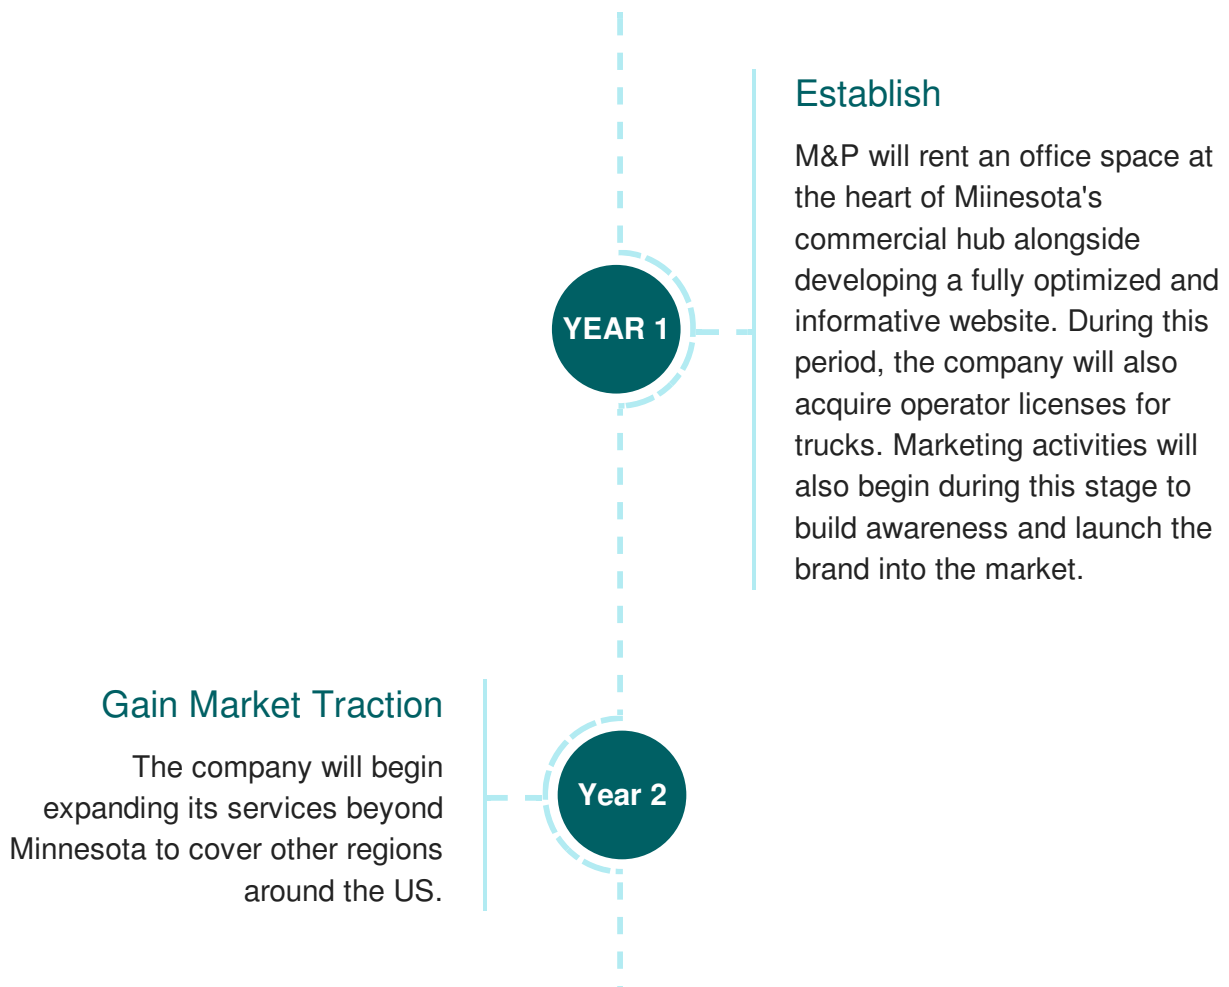 Establish
M&P will rent an office space at
the heart of Miinesota's
commercial hub alongside
developing a fully optimized and
informative website. During this
period, the company will also
acquire operator licenses for
trucks. Marketing activities will
also begin during this stage to
build awareness and launch the
brand into the market.
YEAR 1
Gain Market Traction
The company will begin
expanding its services beyond
Minnesota to cover other regions
around the US.
Year 2